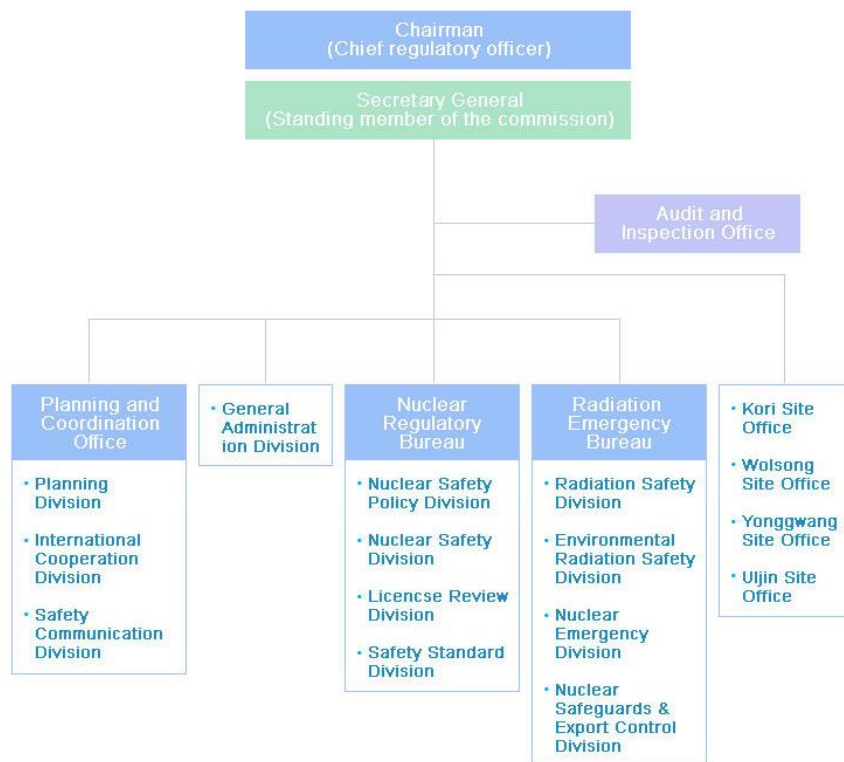 Chairman
(Chief regulatory officer)
Secretary General
(Standing member of the commission)
Audit and
Inspection Office
Planning and
Coordination
Office
• Planning
Division
• International
Cooperation
Division
• Safety
Communication
Division
• General
Administrat
ion Division
Nuclear
Regulatory
Bureau
• Nuclear Safety
Policy Division
• Nuclear Safety
Division
• Licencse Review
Division
• Safety Standard
Division
Radiation
Emergency
Bureau
• Radiation Safety
Division
• Environmental
Radiation Safety
Division
• Nuclear
Emergency
Division
• Nuclear
Safeguards &
Export Control
Division
• Kori Site
Office
• Wolsong
Site Office
• Yonggwang
Site Office
• Uljin Site
Office